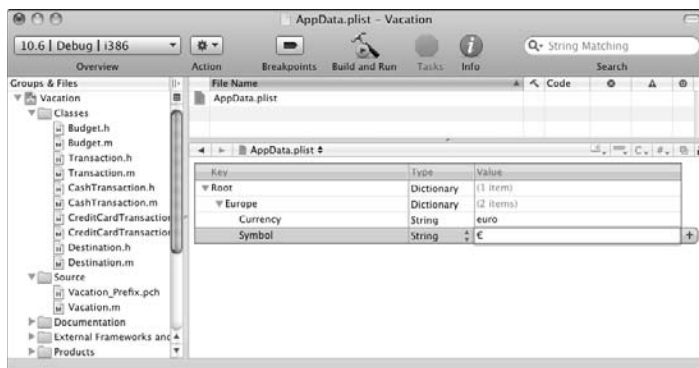 AppData.plist – Vacation
10.6 | Debug | i386
String Matching
Overview
Action
Breakpoints
Build and Run
Tasks
Info
Search
Groups & Files
File Name
Code
Vacation
AppData.plist
Classes
Budget.h
Budget.m
Transaction.h
AppData.plist
Transaction.m
Key Type Value
CashTransaction.h
Root Dictionary (1 item)
CashTransaction.m
Europe Dictionary (2 items)
CreditCardTransaction
Currency String euro
CreditCardTransaction
Symbol String €
Destination.h
Destination.m
Source
Vacation_Prefix.pch
Vacation.m
Documentation
External Frameworks and
Products